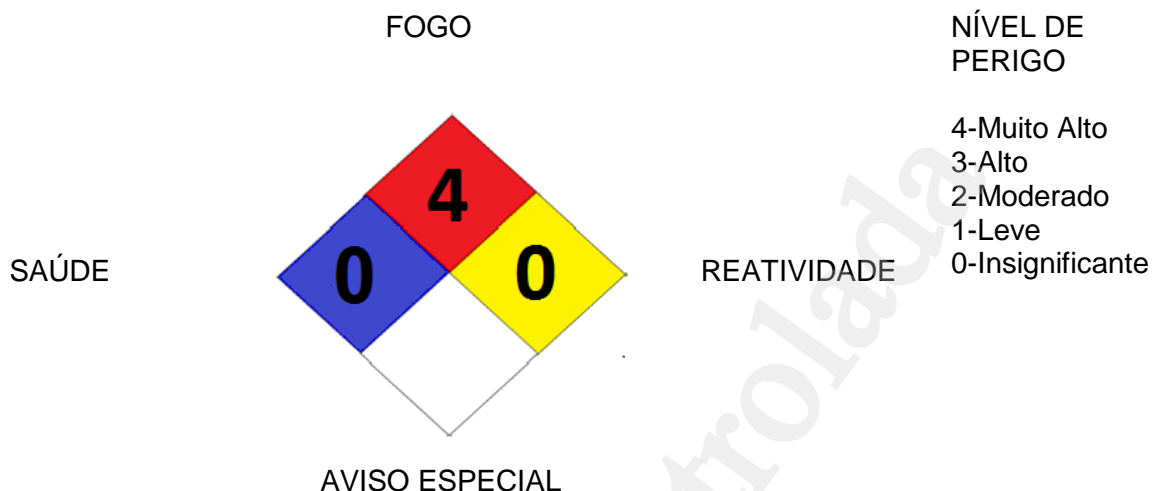 FOGO
NÍVEL DE
PERIGO
4-Muito Alto
3-Alto
2-Moderado
1-Leve
0-Insignificante
4
SAÚDE
0
0
REATIVIDADE
AVISO ESPECIAL
trolada